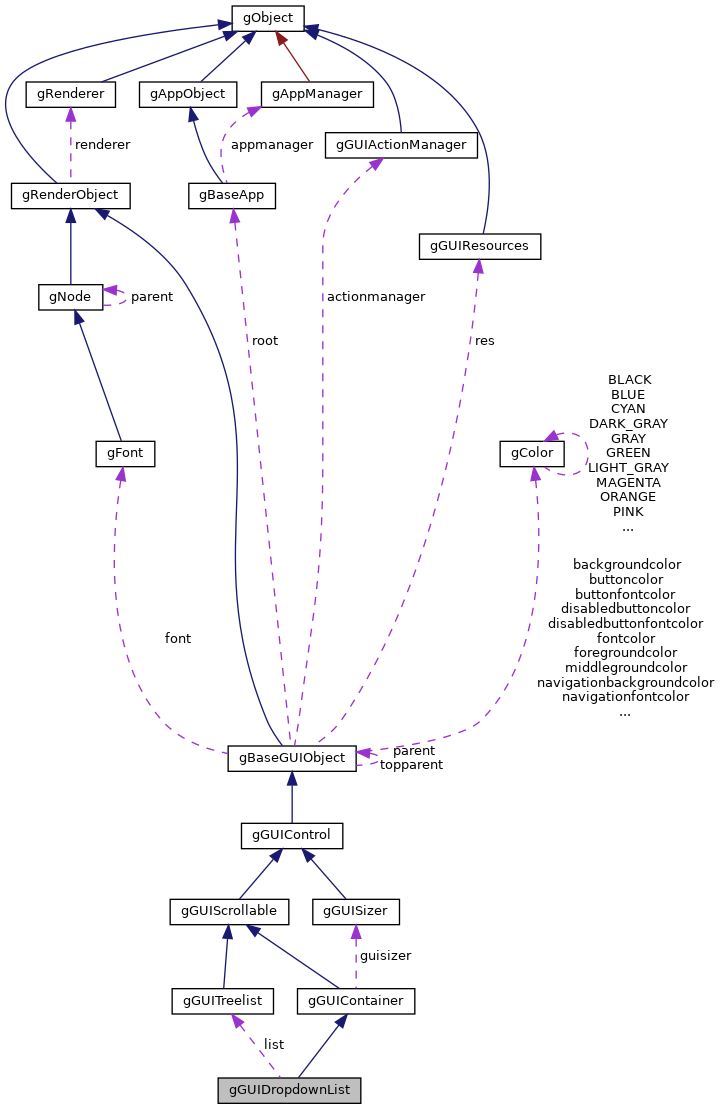 gObject
gRenderer
gAppObject
gAppManager
renderer
appmanager
gGUIActionManager
gRenderObject
gBaseApp
gGUIResources
gNode
parent
actionmanager
root
res
BLACK
BLUE
CYAN
DARK_GRAY
GRAY
GREEN
LIGHT_GRAY
MAGENTA
ORANGE
PINK
...
gFont
gColor
backgroundcolor
buttoncolor
buttonfontcolor
disabledbuttoncolor
disabledbuttonfontcolor
fontcolor
foregroundcolor
middlegroundcolor
navigationbackgroundcolor
navigationfontcolor
...
font
gBaseGUIObject
parent
topparent
gGUIControl
gGUIScrollable
gGUISizer
guisizer
gGUITreelist
gGUIContainer
list
gGUIDropdownList